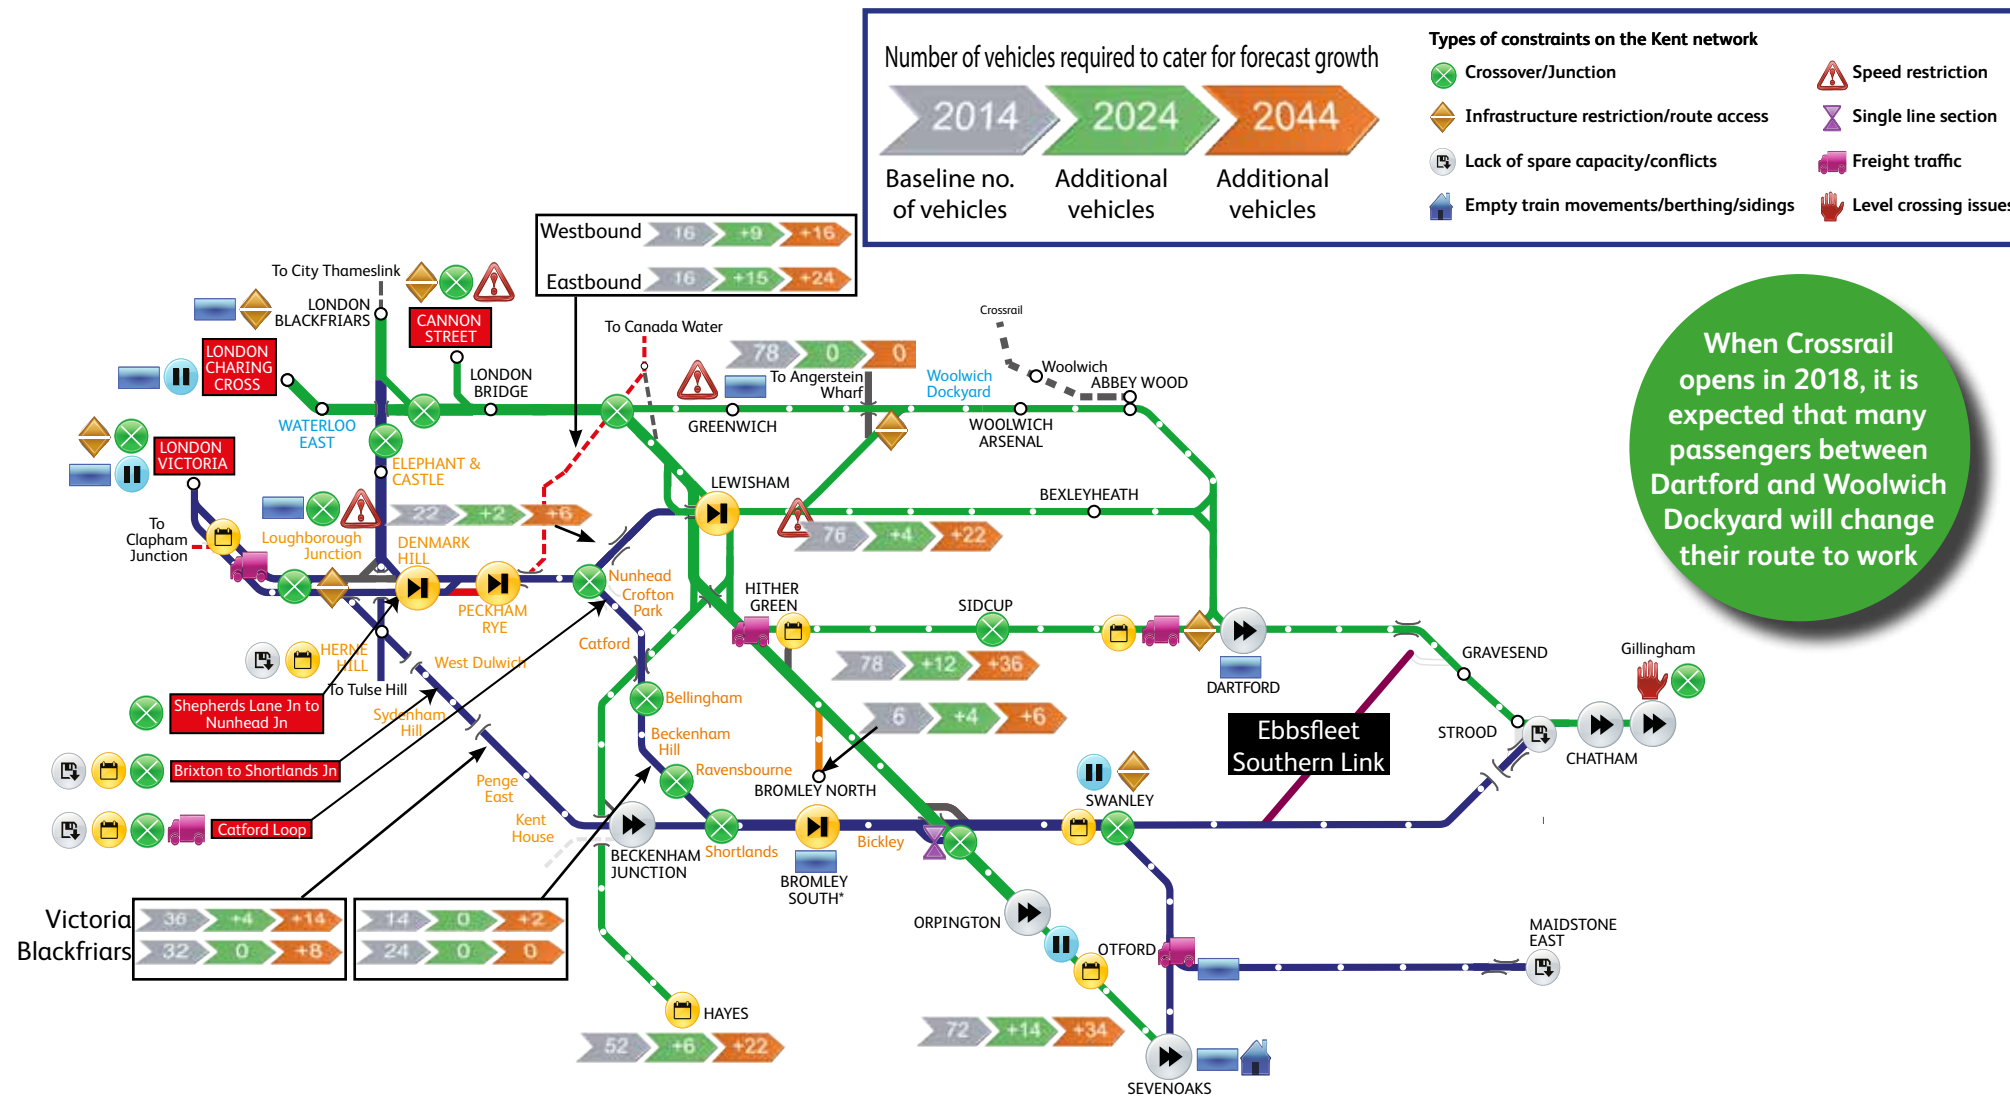 Number of vehicles required to cater for forecast growth
2014
2024
2044
Baseline no.
of vehicles
Additional
vehicles
Additional
vehicles
Types of constraints on the Kent network
Crossover/Junction
Infrastructure restriction/route access
Lack of spare capacity/conflicts
Empty train movements/berthing/sidings
Speed restriction
Single line section
Freight traffic
Level crossing issues
When Crossrail
opens in 2018, it is
expected that many
passengers between
Dartford and Woolwich
Dockyard will change
their route to work
Westbound 16 +9 +16
Eastbound 16 +15 +24
To City Thameslink
LONDON
BLACKFRIARS
CANNON
STREET
LONDON
CHARING
CROSS
LONDON
BRIDGE
WATERLOO
EAST
To Canada Water
78 0 0
To Angerstein
Wharf
Crossrail
Woolwich
ABBEY WOOD
Woolwich
Dockyard
GREENWICH
WOOLWICH
ARSENAL
LONDON
VICTORIA
ELEPHANT &
CASTLE
LEWISHAM
BEXLEYHEATH
22 +2 +6
76 +4 +22
To
Clapham
Junction
Loughborough
Junction
DENMARK
HILL
PECKHAM
RYE
Nunhead
Crofton
Park
Catford
HITHER
GREEN
SIDCUP
78 +12 +36
DARTFORD
GRAVESEND
Gillingham
HERNE
HILL
West Dulwich
To Tulse Hill
Sydenham
Hill
Shepherds Lane Jn to
Nunhead Jn
Bellingham
6 +4 +6
Ebbsfleet
Southern Link
STROOD
CHATHAM
Brixton to Shortlands Jn
Beckenham
Hill
Ravensbourne
BROMLEY NORTH
SWANLEY
Penge
East
Kent
House
Catford Loop
BECKENHAM
JUNCTION
Shortlands
Bickley
BROMLEY
SOUTH*
Victoria 36 +4 +14
14 0 +2
Blackfriars 32 0 +8
24 0 0
ORPINGTON
OTFORD
MAIDSTONE
EAST
HAYES
52 +6 +22
72 +14 +34
SEVENOAKS